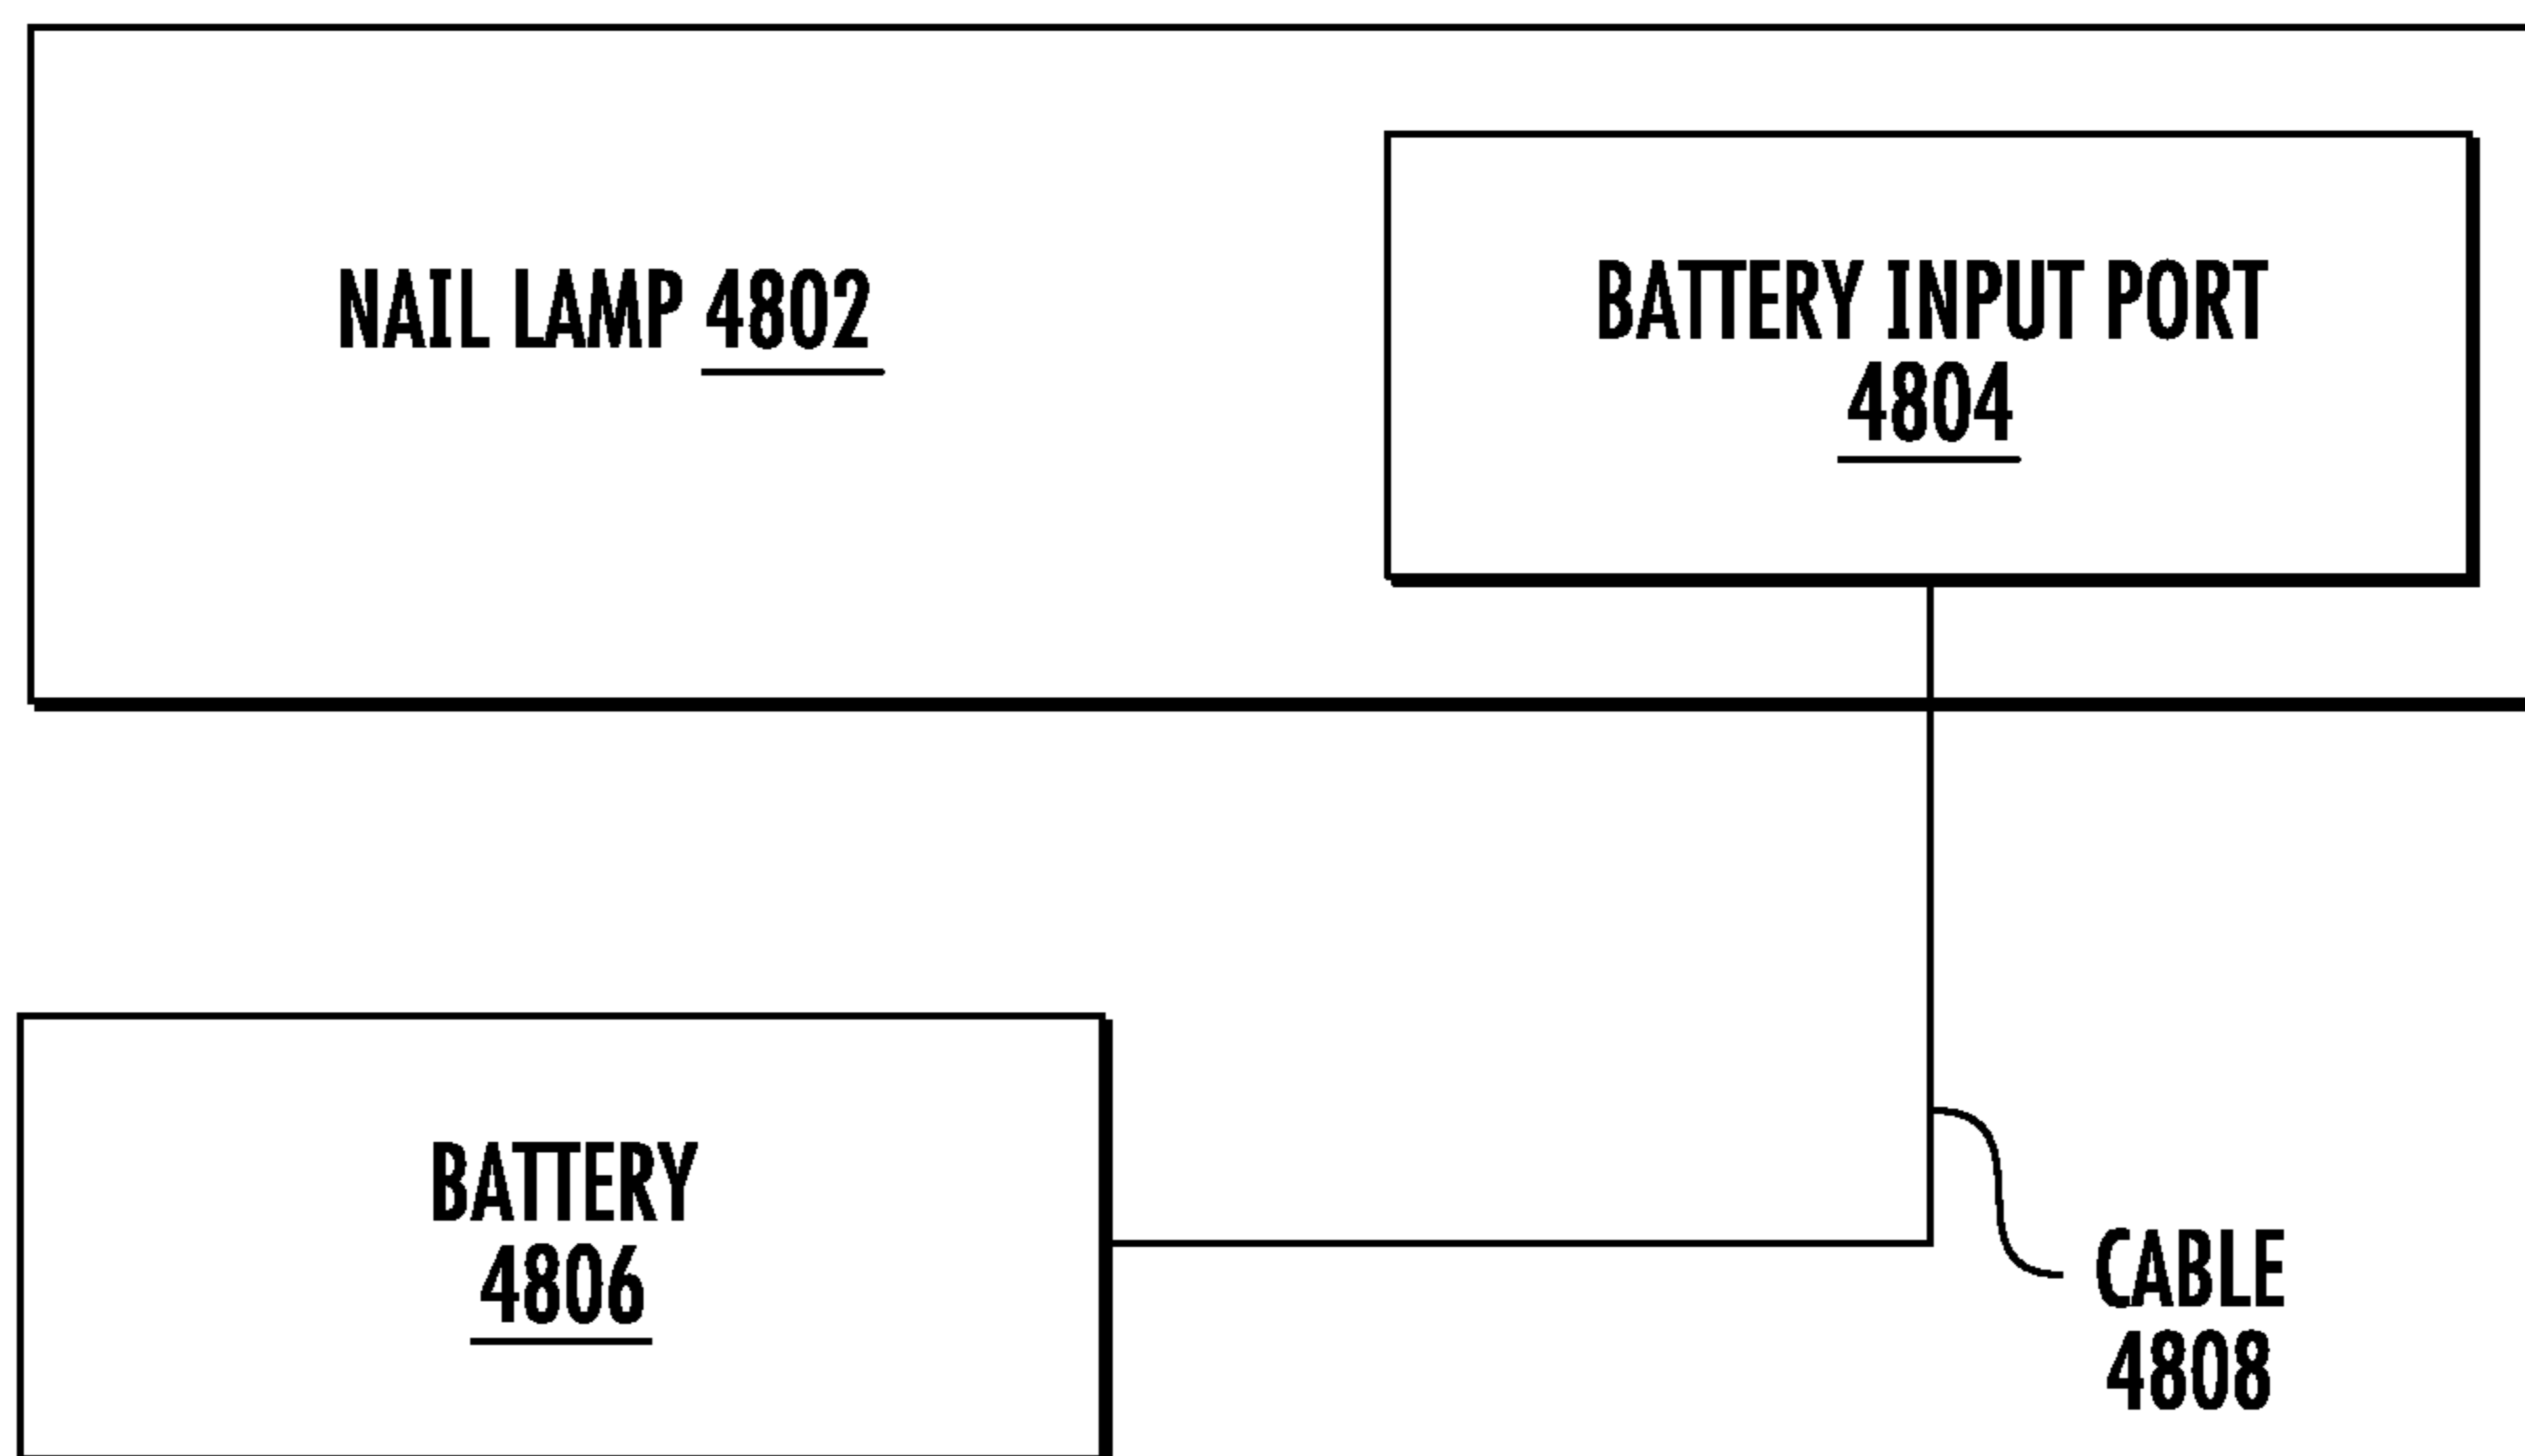 NAIL LAMP 4802
BATTERY INPUT PORT
4804
BATTERY
4806
CABLE
4808